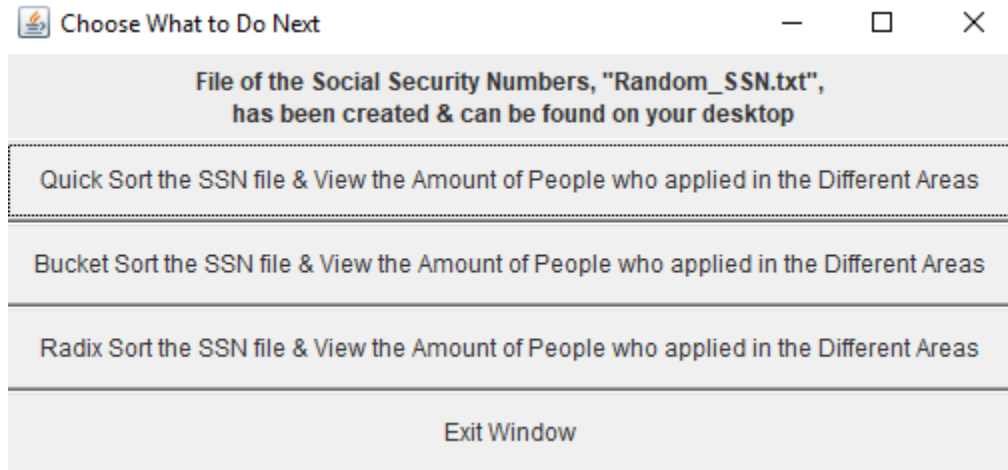 Choose What to Do Next
File of the Social Security Numbers, "Random_SSN.txt",
has been created & can be found on your desktop
Quick Sort the SSN file & View the Amount of People who applied in the Different Areas
Bucket Sort the SSN file & View the Amount of People who applied in the Different Areas
Radix Sort the SSN file & View the Amount of People who applied in the Different Areas
Exit Window